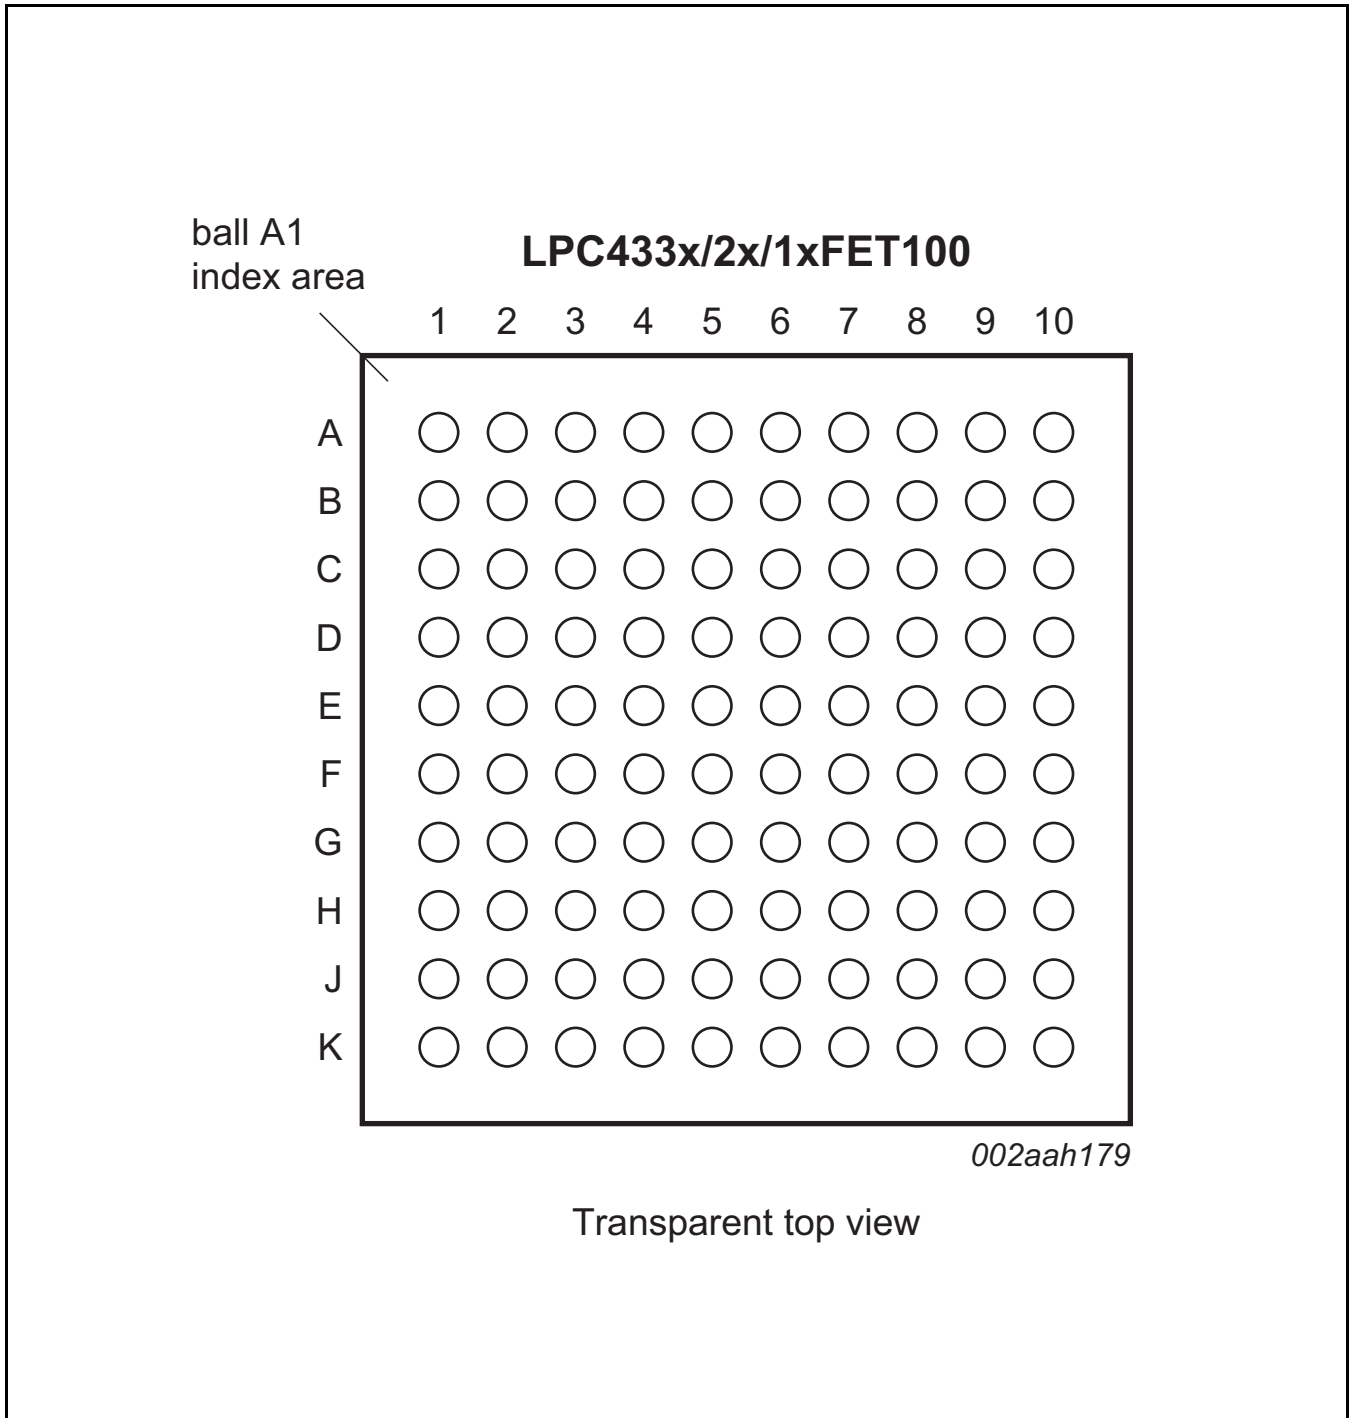 ball A1
index area
LPC433x/2x/1xFET100
1 2 3 4 5 6 7 8 9 10
A
B
C
D
E
F
G
H
J
K
002aah179
Transparent top view